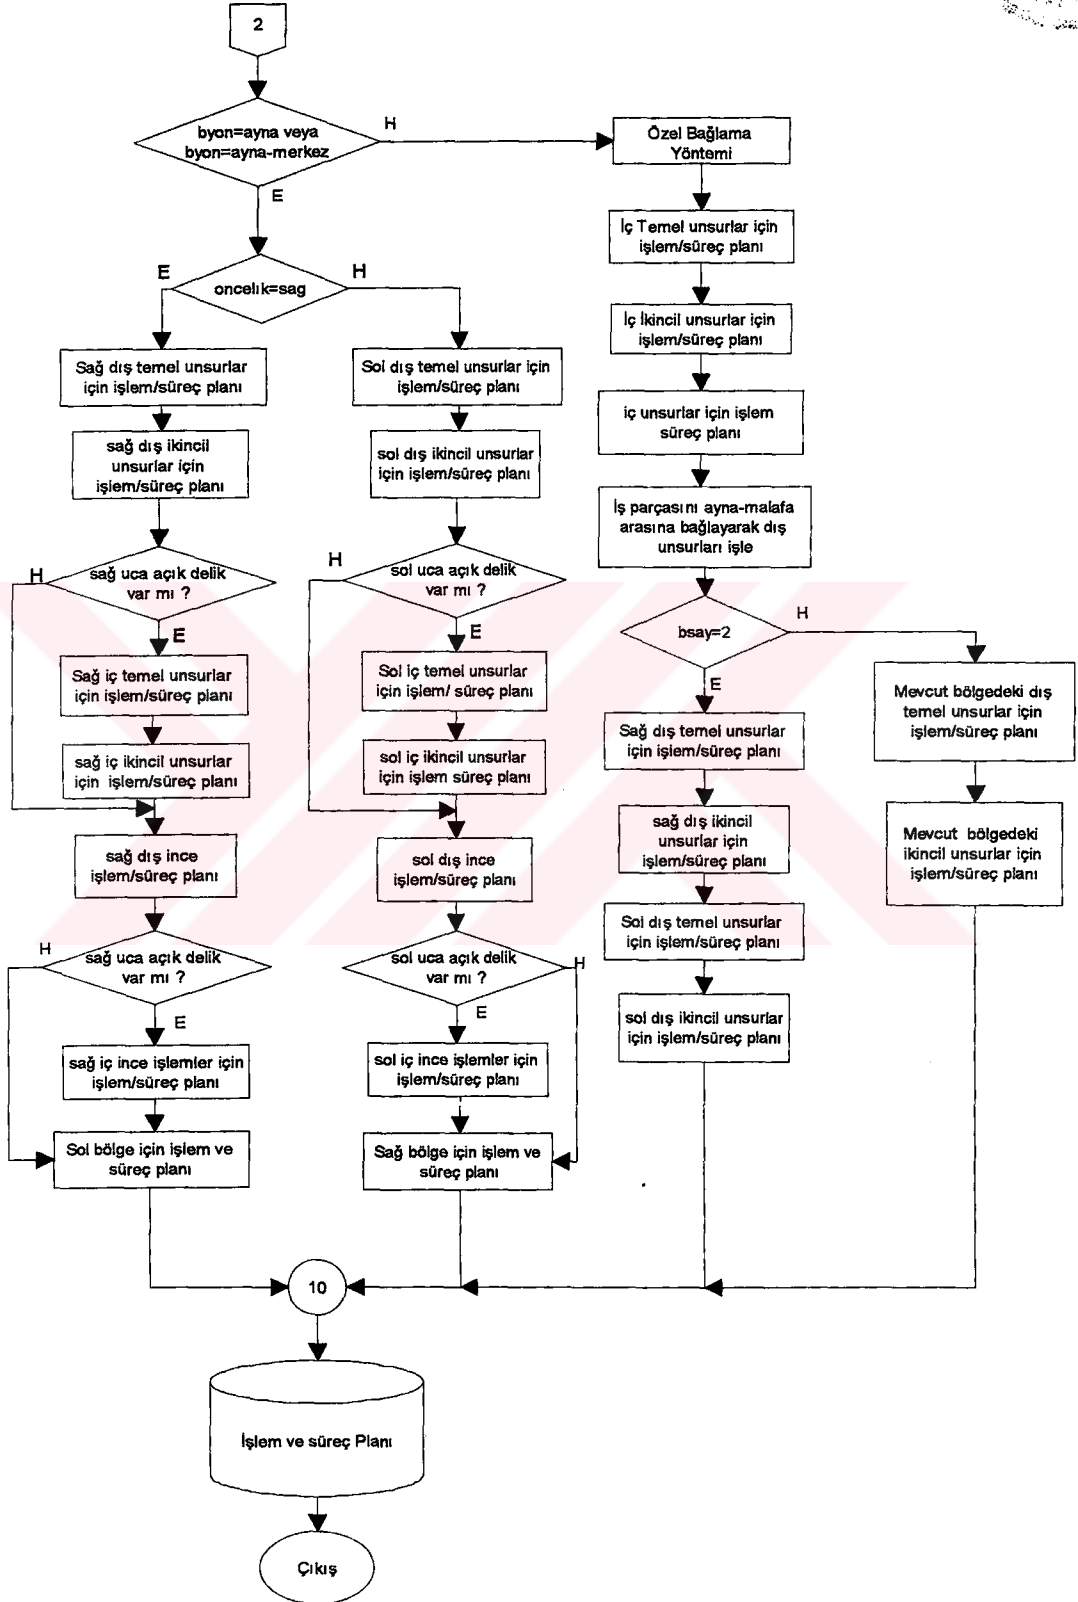 2
byon=ayna veya
byon=ayna-merkez
H
E
Özel Bağlama
Yöntemi
İç Temel unsurlar için
işlem/süreç planı
İç İkincil unsurlar için
işlem/süreç planı
iç unsurlar için işlem
süreç planı
İş parçasını ayna-malafa
arasına bağlayarak dış
unsurları işle
bsay=2
H
E
Mevcut bölgedeki dış
temel unsurlar için
işlem/süreç planı
Mevcut bölgedeki
ikincil unsurlar için
işlem/süreç planı
Sağ dış temel unsurlar
için işlem/süreç planı
sağ dış ikincil
unsurlar için
işlem/süreç planı
Sol dış temel unsurlar
için işlem/süreç planı
sol dış ikincil unsurlar
için işlem/süreç planı
oncelık=sag
E
H
Sağ dış temel unsurlar
için işlem/süreç planı
sağ dış ikincil
unsurlar için
işlem/süreç planı
sağ uca açık delik
var mı ?
H
E
Sağ iç temel unsurlar
için işlem/süreç planı
sağ iç ikincil unsurlar
için işlem/süreç planı
sağ dış ince
işlem/süreç planı
sağ uca açık delik
var mı ?
H
E
sağ iç ince işlemler için
işlem/süreç planı
Sol bölge için işlem ve
süreç planı
Sol dış temel unsurlar için
işlem/süreç planı
sol dış ikincil unsurlar
için işlem/süreç planı
sol uca açık delik
var mı ?
H
E
Sol iç temel unsurlar
için işlem/ süreç planı
sol iç ikincil unsurlar
için işlem süreç planı
sol dış ince
işlem/süreç planı
sol uca açık delik
var mı ?
H
E
sol iç ince işlemler için
işlem/süreç planı
Sağ bölge için işlem ve
süreç planı
10
İşlem ve süreç Planı
Çıkış